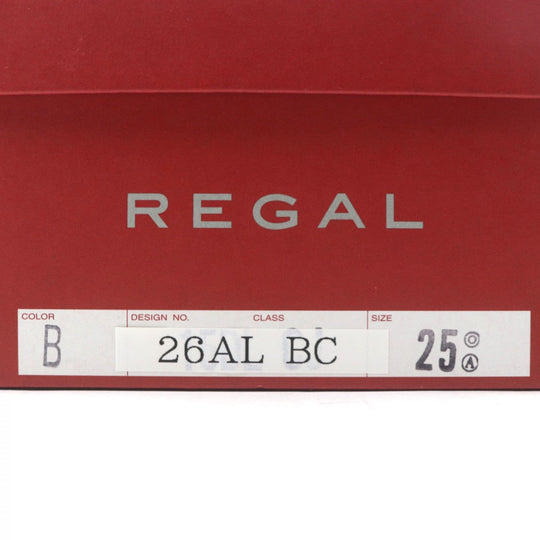 REGAL
COLOR DESIGN NO. CLASS SIZE
B 26AL BC 25 ◎
Ⓐ